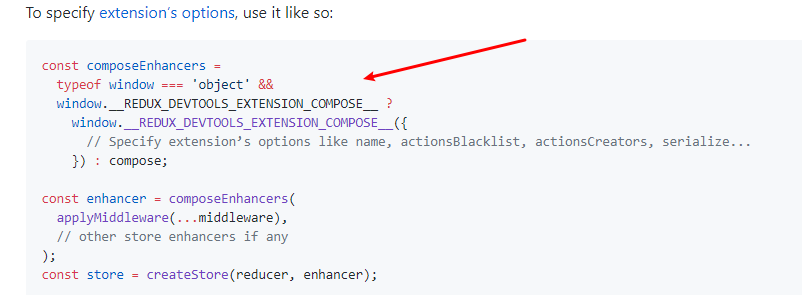 To specify extension’s options, use it like so:
const composeEnhancers =
  typeof window === 'object' &&
  window.__REDUX_DEVTOOLS_EXTENSION_COMPOSE__ ?
    window.__REDUX_DEVTOOLS_EXTENSION_COMPOSE__({
      // Specify extension’s options like name, actionsBlacklist, actionsCreators, serialize...
    }) : compose;
const enhancer = composeEnhancers(
  applyMiddleware(...middleware),
  // other store enhancers if any
);
const store = createStore(reducer, enhancer);